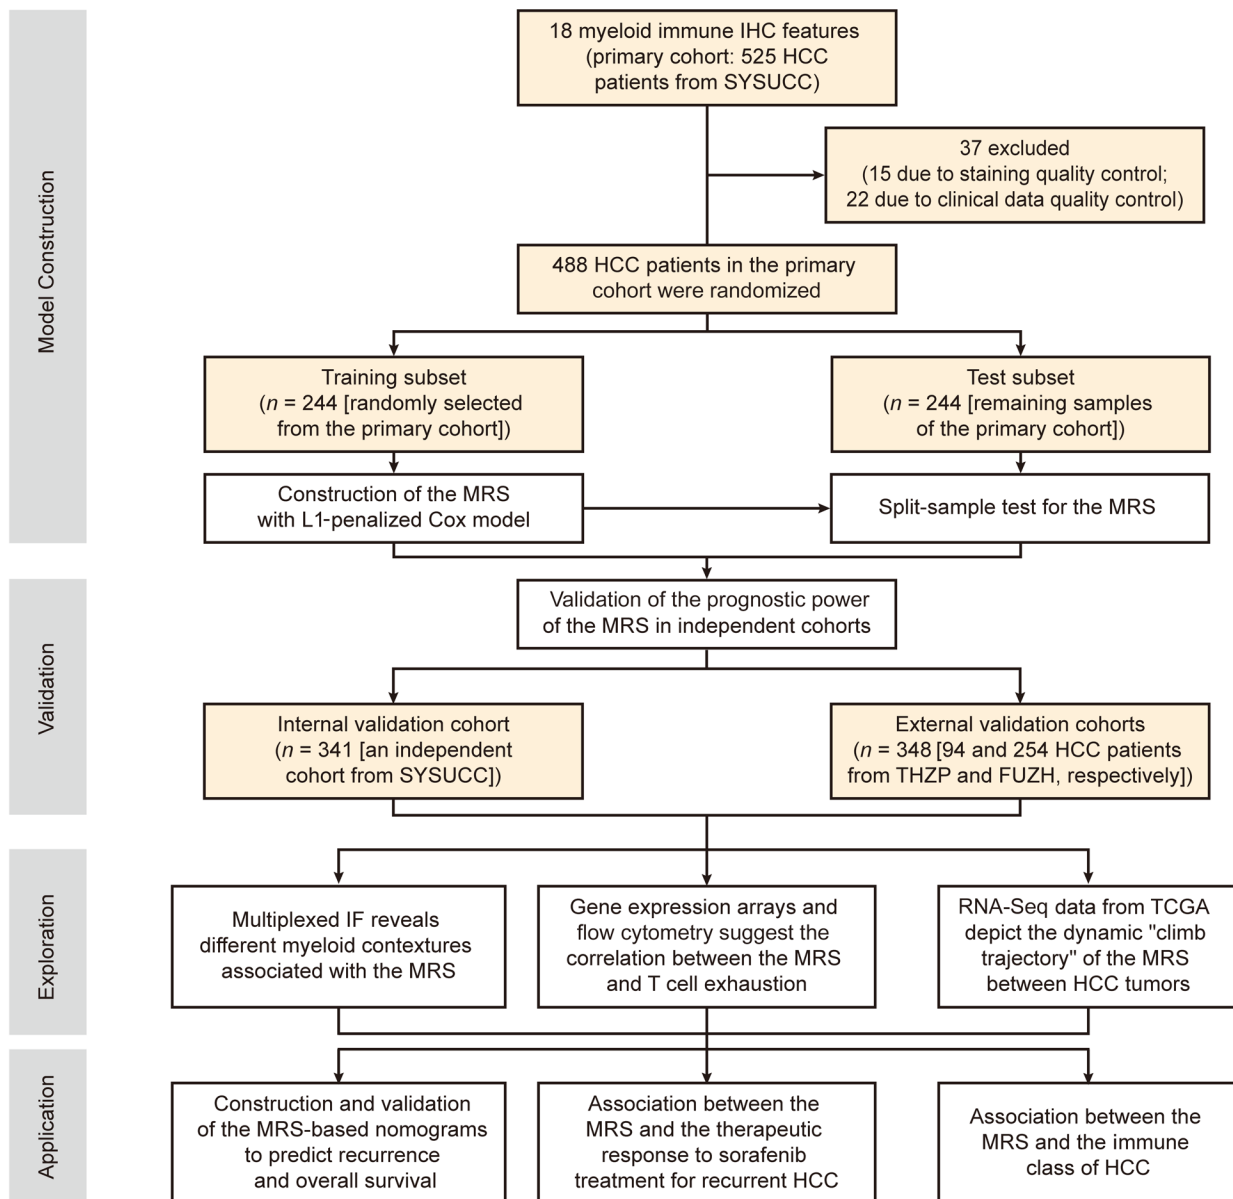 18 myeloid immune IHC features
(primary cohort: 525 HCC
patients from SYSUCC)
37 excluded
(15 due to staining quality control;
22 due to clinical data quality control)
Model Construction
488 HCC patients in the primary
cohort were randomized
Training subset
(n = 244 [randomly selected
from the primary cohort])
Test subset
(n = 244 [remaining samples
of the primary cohort])
Construction of the MRS
with L1-penalized Cox model
Split-sample test for the MRS
Validation
Validation of the prognostic power
of the MRS in independent cohorts
Internal validation cohort
(n = 341 [an independent
cohort from SYSUCC])
External validation cohorts
(n = 348 [94 and 254 HCC patients
from THZP and FUZH, respectively])
Exploration
Multiplexed IF reveals
different myeloid contextures
associated with the MRS
Gene expression arrays and
flow cytometry suggest the
correlation between the MRS
and T cell exhaustion
RNA-Seq data from TCGA
depict the dynamic "climb
trajectory" of the MRS
between HCC tumors
Application
Construction and validation
of the MRS-based nomograms
to predict recurrence
and overall survival
Association between the
MRS and the therapeutic
response to sorafenib
treatment for recurrent HCC
Association between the
MRS and the immune
class of HCC